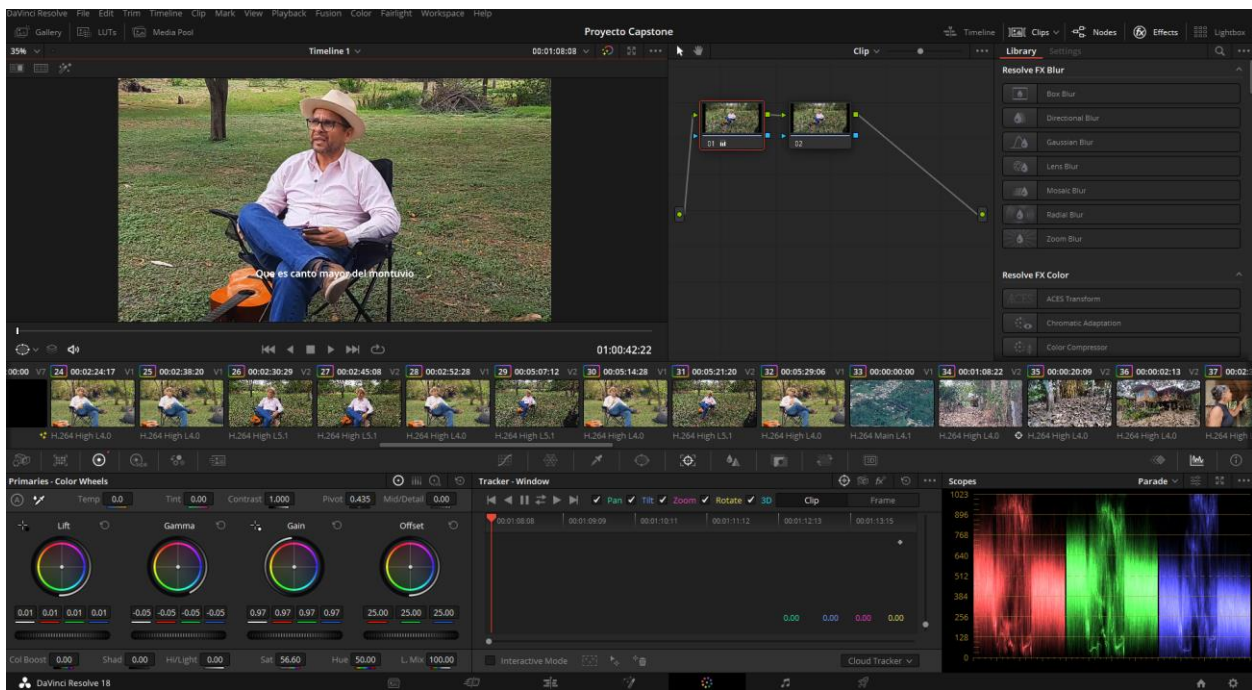 DaVinci Resolve File Edit Trim Timeline Clip Mark View Playback Fusion Color Fairlight Workspace Help
Gallery LUTs Media Pool Proyecto Capstone Timeline Clips Nodes Effects Lightbox
35% Timeline 1 00:01:08:08 Clip Library Settings
Resolve FX Blur
Box Blur
Directional Blur
Gaussian Blur
Lens Blur
Mosaic Blur
Radial Blur
Zoom Blur
Resolve FX Color
ACES Transform
Chromatic Adaptation
Color Compressor
01
02
Que es canto mayor del montuvio
01:00:42:22
00:00 V7 24 00:02:24:17 V1 25 00:02:38:20 V1 26 00:02:30:29 V2 27 00:02:45:08 V2 28 00:02:52:28 V1 29 00:05:07:12 V2 30 00:05:14:28 V1 31 00:05:21:20 V2 32 00:05:29:06 V1 33 00:00:00:00 V1 34 00:01:08:22 V2 35 00:00:20:09 V2 36 00:00:02:13 V2 37 00:02:
H.264 High L4.0 H.264 High L4.0 H.264 High L5.1 H.264 High L5.1 H.264 High L4.0 H.264 High L5.1 H.264 High L4.0 H.264 High L5.1 H.264 High L4.0 H.264 Main L4.1 H.264 High L4.0 H.264 High L4.0 H.264 High L4.0 H.264 High
Primaries - Color Wheels
Temp 0.0 Tint 0.00 Contrast 1.000 Pivot 0.435 Mid/Detail 0.00
Lift Gamma Gain Offset
0.01 0.01 0.01 0.01 -0.05 -0.05 -0.05 -0.05 0.97 0.97 0.97 0.97 25.00 25.00 25.00
Col Boost 0.00 Shad 0.00 Hi/Light 0.00 Sat 56.60 Hue 50.00 L. Mix 100.00
Tracker - Window
Pan Tilt Zoom Rotate 3D Clip Frame
00:01:08:08 00:01:09:09 00:01:10:11 00:01:11:12 00:01:12:13 00:01:13:15
0.00 0.00 0.00 0.00
Interactive Mode Cloud Tracker
Scopes Parade
1023
896
768
640
512
384
256
128
0
DaVinci Resolve 18